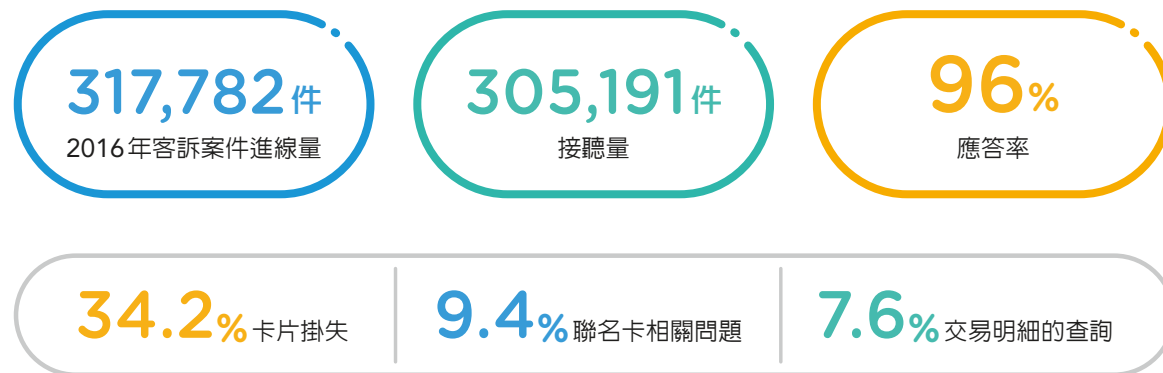 317,782件
2016年客訴案件進線量
305,191件
接聽量
96%
應答率
34.2%卡片掛失
9.4%聯名卡相關問題
7.6%交易明細的查詢